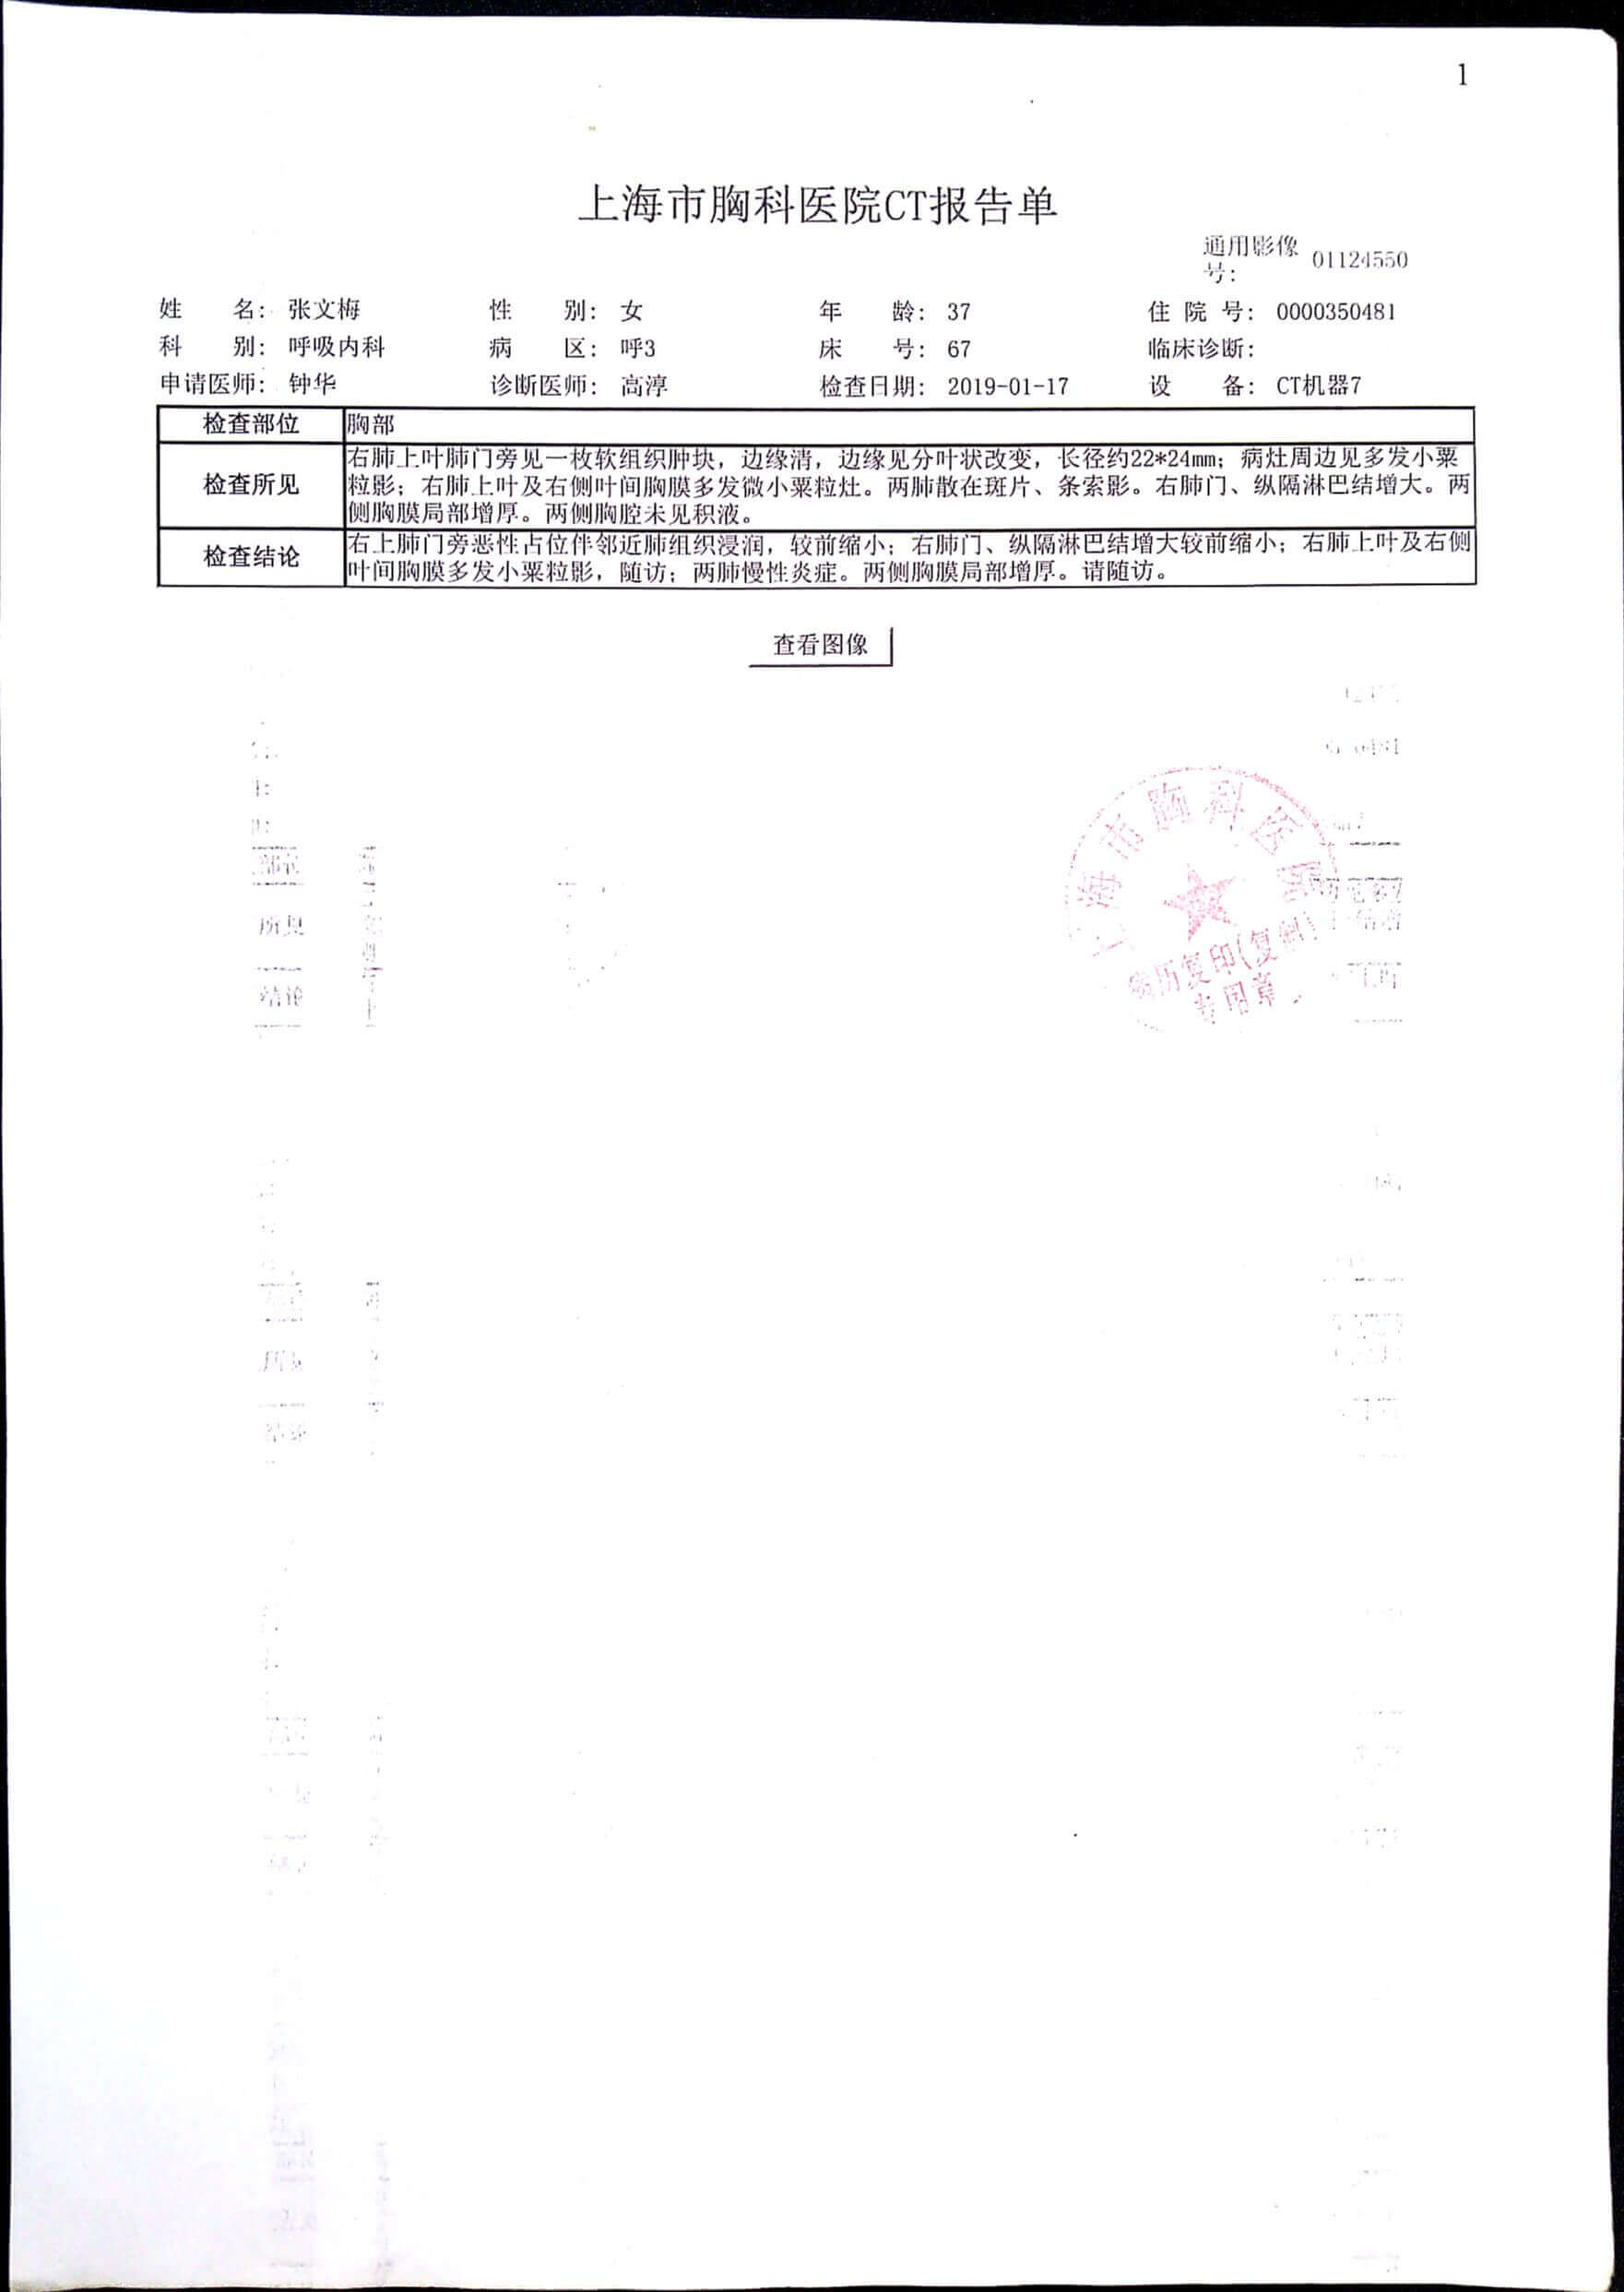 1
上海市胸科医院CT报告单
通用影像号: 01124550
姓 名: 张文梅 性 别: 女 年 龄: 37 住 院 号: 0000350481
科 别: 呼吸内科 病 区: 呼3 床 号: 67 临床诊断:
申请医师: 钟华 诊断医师: 高淳 检查日期: 2019-01-17 设 备: CT机器7
检查部位 胸部
检查所见 右肺上叶肺门旁见一枚软组织肿块，边缘清，边缘见分叶状改变，长径约22*24mm；病灶周边见多发小粟
粒影；右肺上叶及右侧叶间胸膜多发微小粟粒灶。两肺散在斑片、条索影。右肺门、纵隔淋巴结增大。两
侧胸膜局部增厚。两侧胸腔未见积液。
检查结论 右上肺门旁恶性占位伴邻近肺组织浸润，较前缩小；右肺门、纵隔淋巴结增大较前缩小；右肺上叶及右侧
叶间胸膜多发小粟粒影，随访；两肺慢性炎症。两侧胸膜局部增厚。请随访。
查看图像
上海市胸科医院
病历复印(复制)
专用章
部位
所见
结论